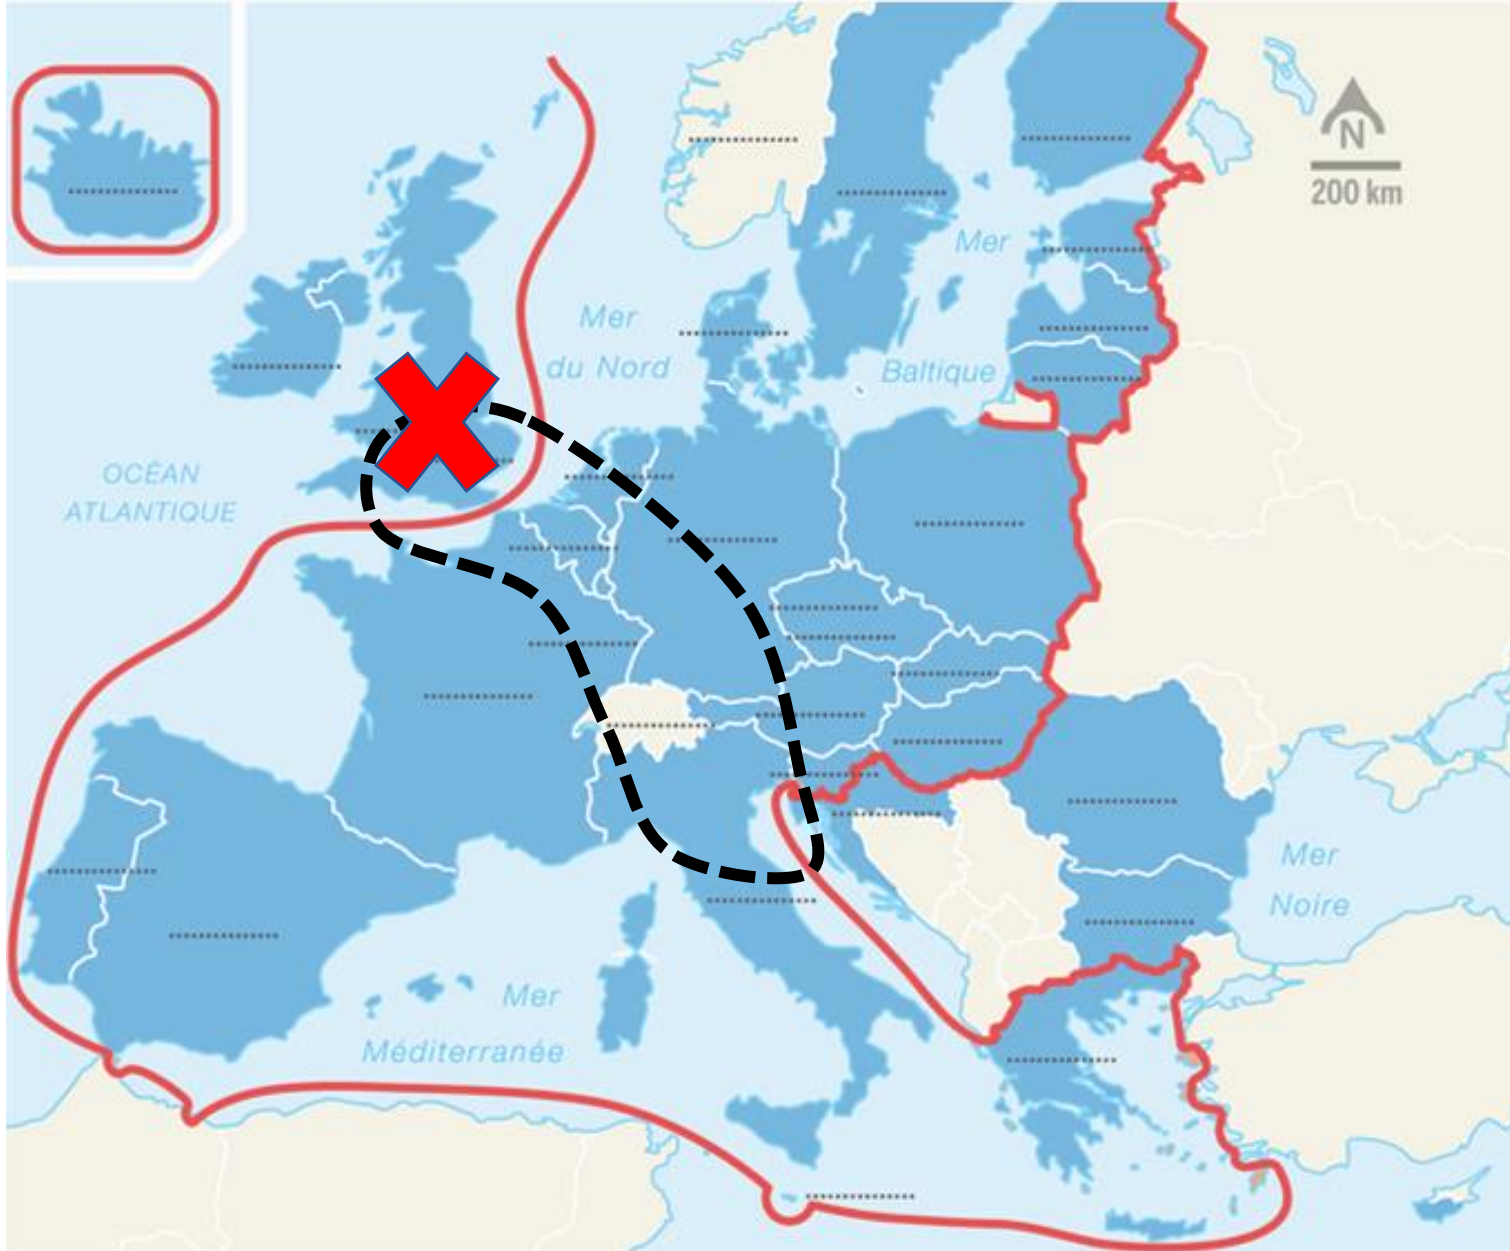 N
200 km
Mer
Baltique
Mer
du Nord
OCÉAN
ATLANTIQUE
Mer
Noire
Mer
Méditerranée